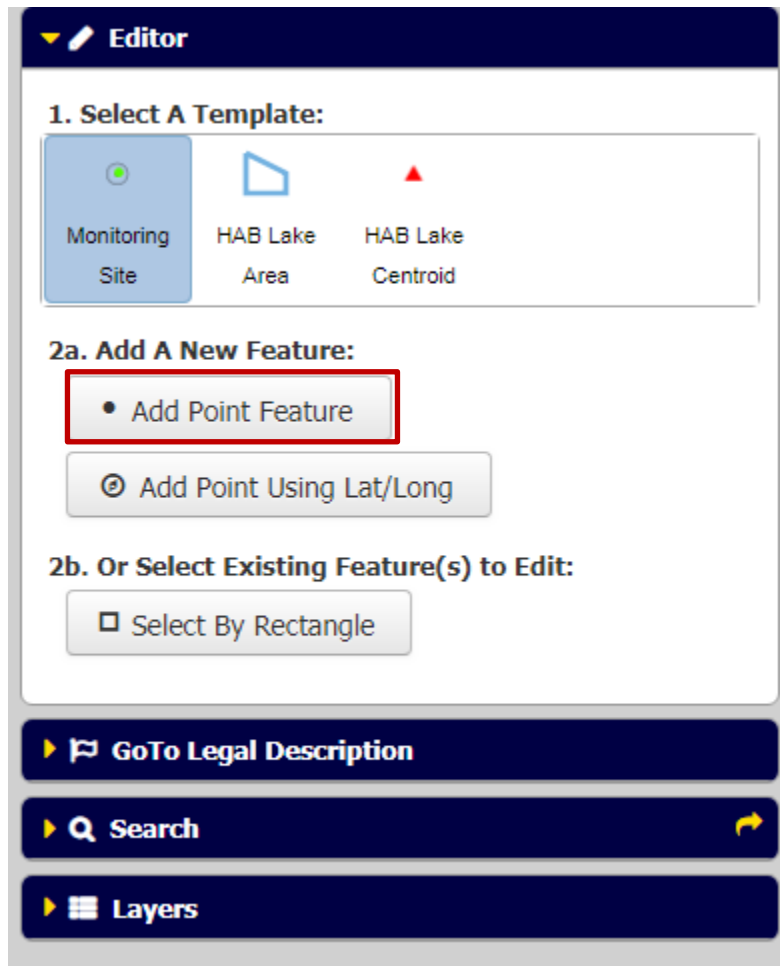 Editor
1. Select A Template:
Monitoring HAB Lake HAB Lake
Site Area Centroid
2a. Add A New Feature:
Add Point Feature
Add Point Using Lat/Long
2b. Or Select Existing Feature(s) to Edit:
Select By Rectangle
GoTo Legal Description
Search
Layers